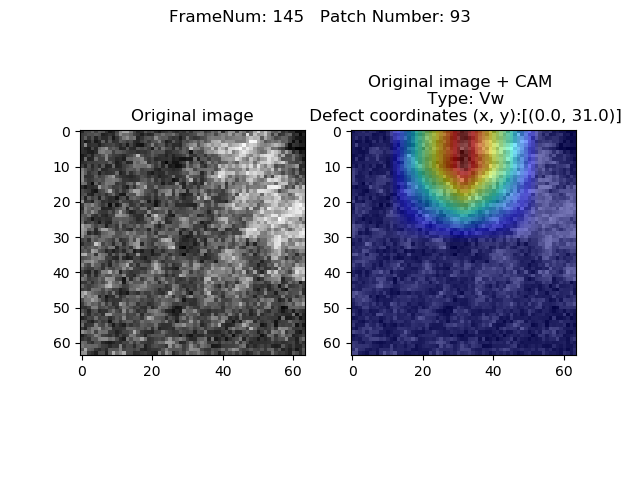 FrameNum: 145   Patch Number: 93
Original image
Original image + CAM
Type: Vw
Defect coordinates (x, y):[(0.0, 31.0)]
0
10
20
30
40
50
60
0 20 40 60
0
10
20
30
40
50
60
0 20 40 60